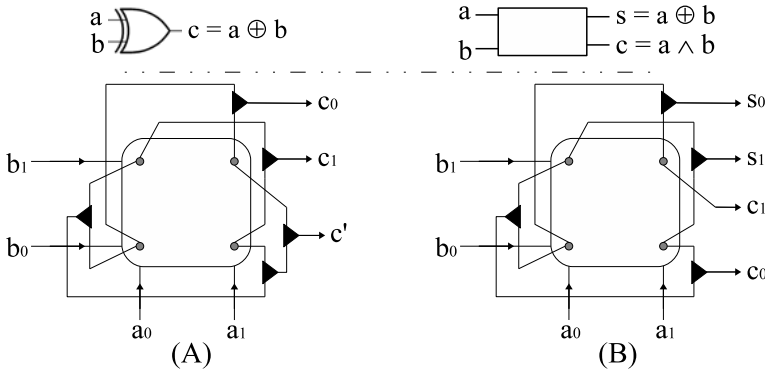 a
b
c = a ⊕ b
a
b
s = a ⊕ b
c = a ∧ b
c₀
c₁
c'
b₁
b₀
a₀
a₁
(A)
s₀
s₁
c₁
c₀
b₁
b₀
a₀
a₁
(B)